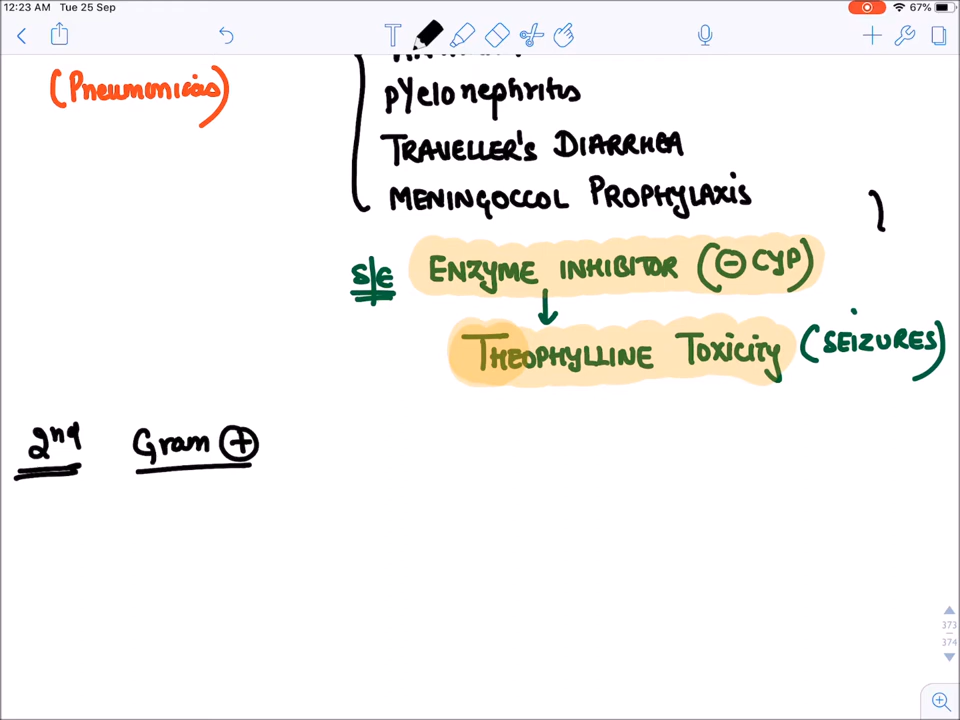 12:23 AM Tue 25 Sep
67%
T
(Pneumonicas)
Pyelonephritis
TRAVELLER'S DIARRHEA
MENINGOCCOL PROPHYLAXIS
S/E ENZYME INHIBITOR (⊖ CYP)
↓
THEOPHYLLINE TOXICITY (SEIZURES)
2nd Gram ⊕
373
374